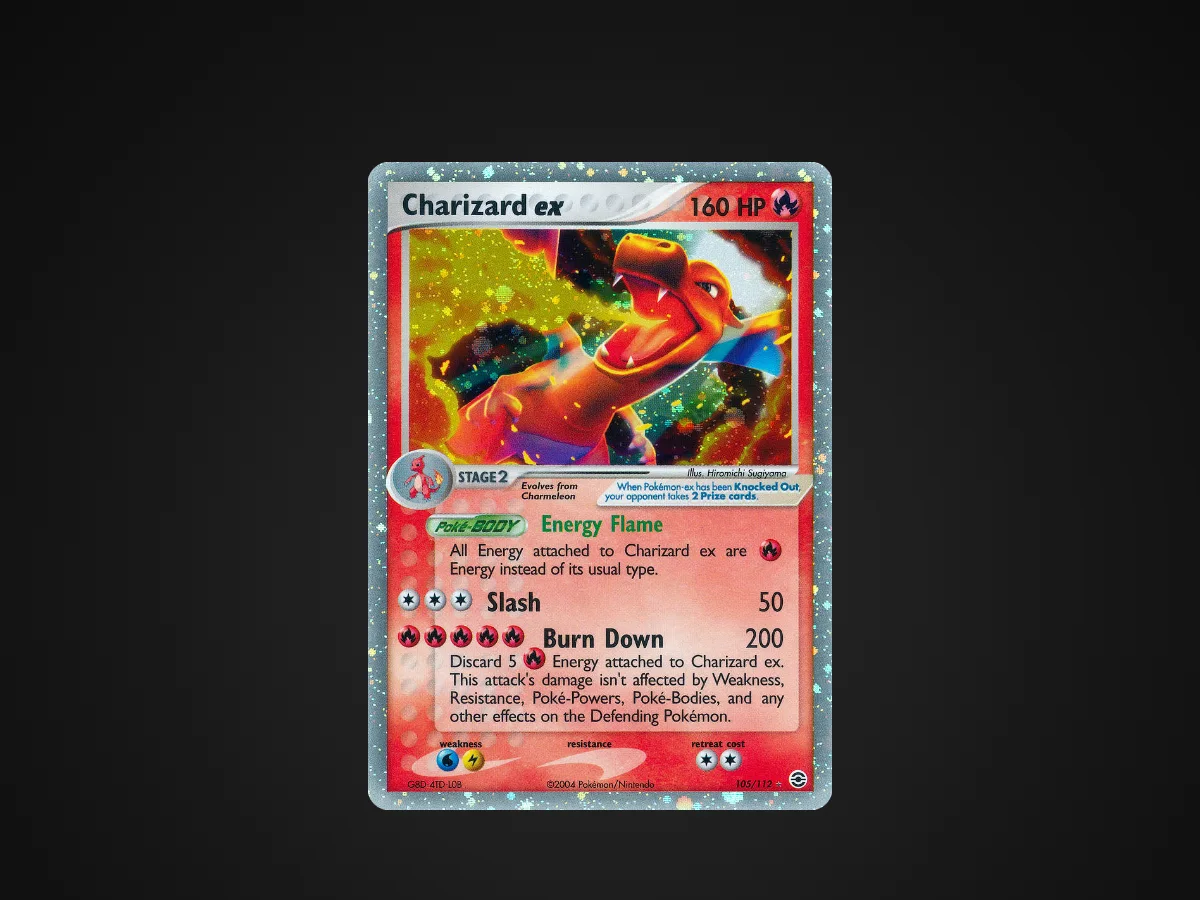 Charizard ex 160 HP
Illus. Hiromichi Sugiyama
STAGE 2
Evolves from
Charmeleon
When Pokémon-ex has been Knocked Out,
your opponent takes 2 Prize cards.
Poké-BODY Energy Flame
All Energy attached to Charizard ex are
Energy instead of its usual type.
Slash 50
Burn Down 200
Discard 5 Energy attached to Charizard ex.
This attack's damage isn't affected by Weakness,
Resistance, Poké-Powers, Poké-Bodies, and any
other effects on the Defending Pokémon.
weakness resistance retreat cost
G8D-4TD-L08 ©2004 Pokémon/Nintendo 105/112